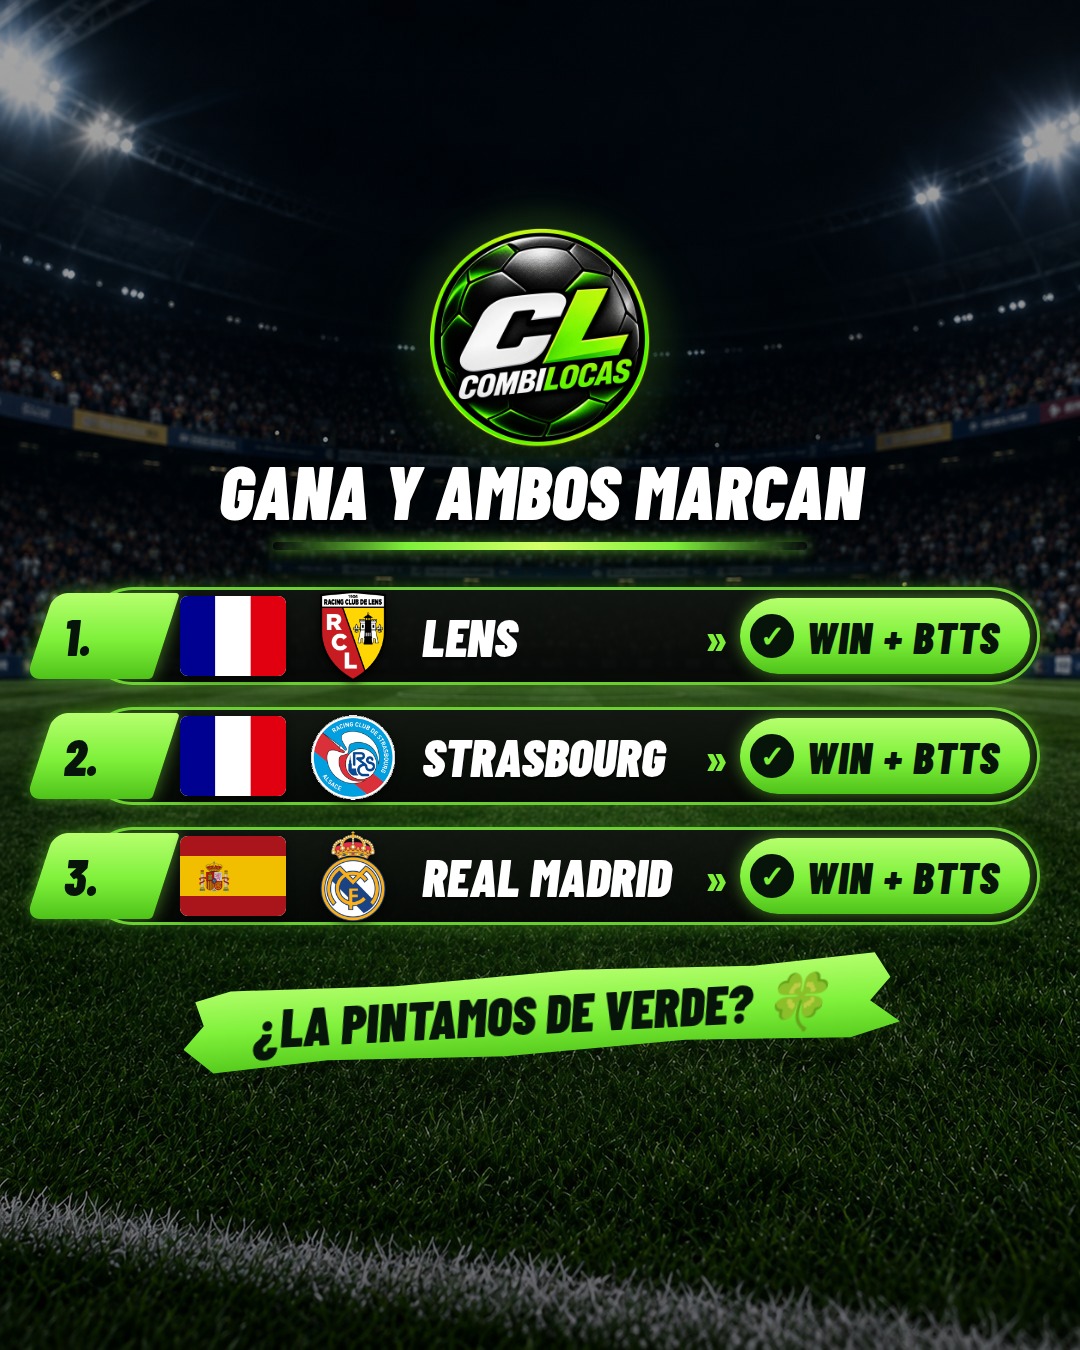 CL
COMBILOCAS
GANA Y AMBOS MARCAN
1.
1906
RACING CLUB DE LENS
R
C
L
LENS
» ✓ WIN + BTTS
2.
RACING CLUB DE STRASBOURG
ALSACE
RCS
STRASBOURG
» ✓ WIN + BTTS
3.
REAL MADRID
» ✓ WIN + BTTS
¿LA PINTAMOS DE VERDE? 🍀